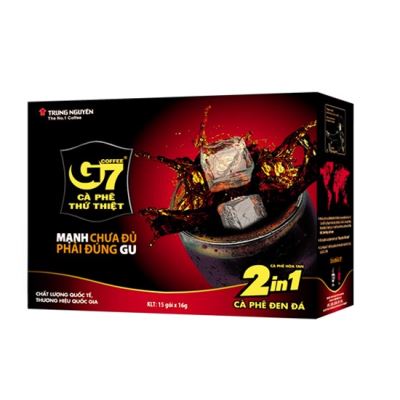 TRUNG NGUYÊN
The No.1 Coffee
G7
COFFEE
CÀ PHÊ
THỨ THIỆT
MẠNH CHƯA ĐỦ
PHẢI ĐÚNG GU
CHẤT LƯỢNG QUỐC TẾ,
THƯƠNG HIỆU QUỐC GIA
KLT: 15 gói x 16g
CÀ PHÊ HÒA TAN
2in1
CÀ PHÊ ĐEN ĐÁ